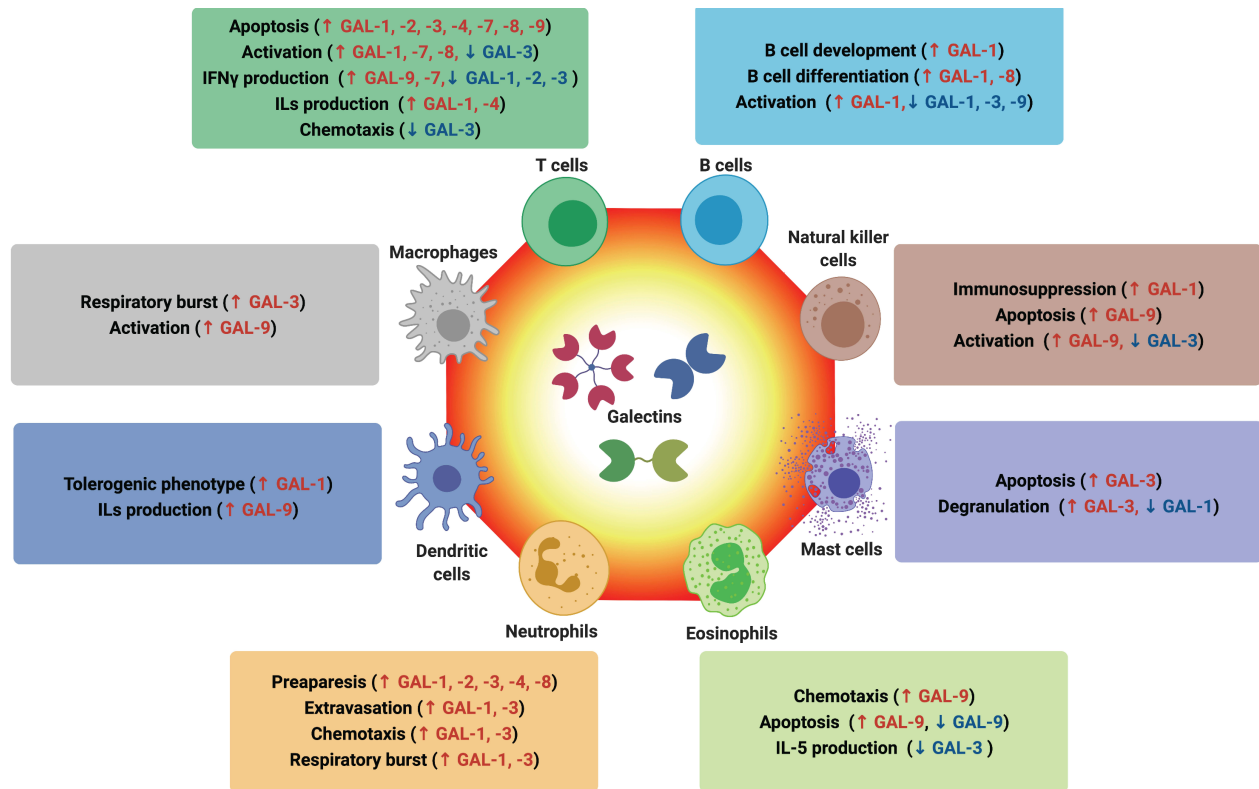 Apoptosis (↑ GAL-1, -2, -3, -4, -7, -8, -9)
Activation (↑ GAL-1, -7, -8, ↓ GAL-3)
IFNγ production (↑ GAL-9, -7,↓ GAL-1, -2, -3 )
ILs production (↑ GAL-1, -4)
Chemotaxis (↓ GAL-3)
B cell development (↑ GAL-1)
B cell differentiation (↑ GAL-1, -8)
Activation (↑ GAL-1,↓ GAL-1, -3, -9)
T cells
B cells
Macrophages
Natural killer
cells
Respiratory burst (↑ GAL-3)
Activation (↑ GAL-9)
Immunosuppression (↑ GAL-1)
Apoptosis (↑ GAL-9)
Activation (↑ GAL-9, ↓ GAL-3)
Galectins
Tolerogenic phenotype (↑ GAL-1)
ILs production (↑ GAL-9)
Apoptosis (↑ GAL-3)
Degranulation (↑ GAL-3, ↓ GAL-1)
Dendritic
cells
Mast cells
Neutrophils
Eosinophils
Preaparesis (↑ GAL-1, -2, -3, -4, -8)
Extravasation (↑ GAL-1, -3)
Chemotaxis (↑ GAL-1, -3)
Respiratory burst (↑ GAL-1, -3)
Chemotaxis (↑ GAL-9)
Apoptosis (↑ GAL-9, ↓ GAL-9)
IL-5 production (↓ GAL-3 )